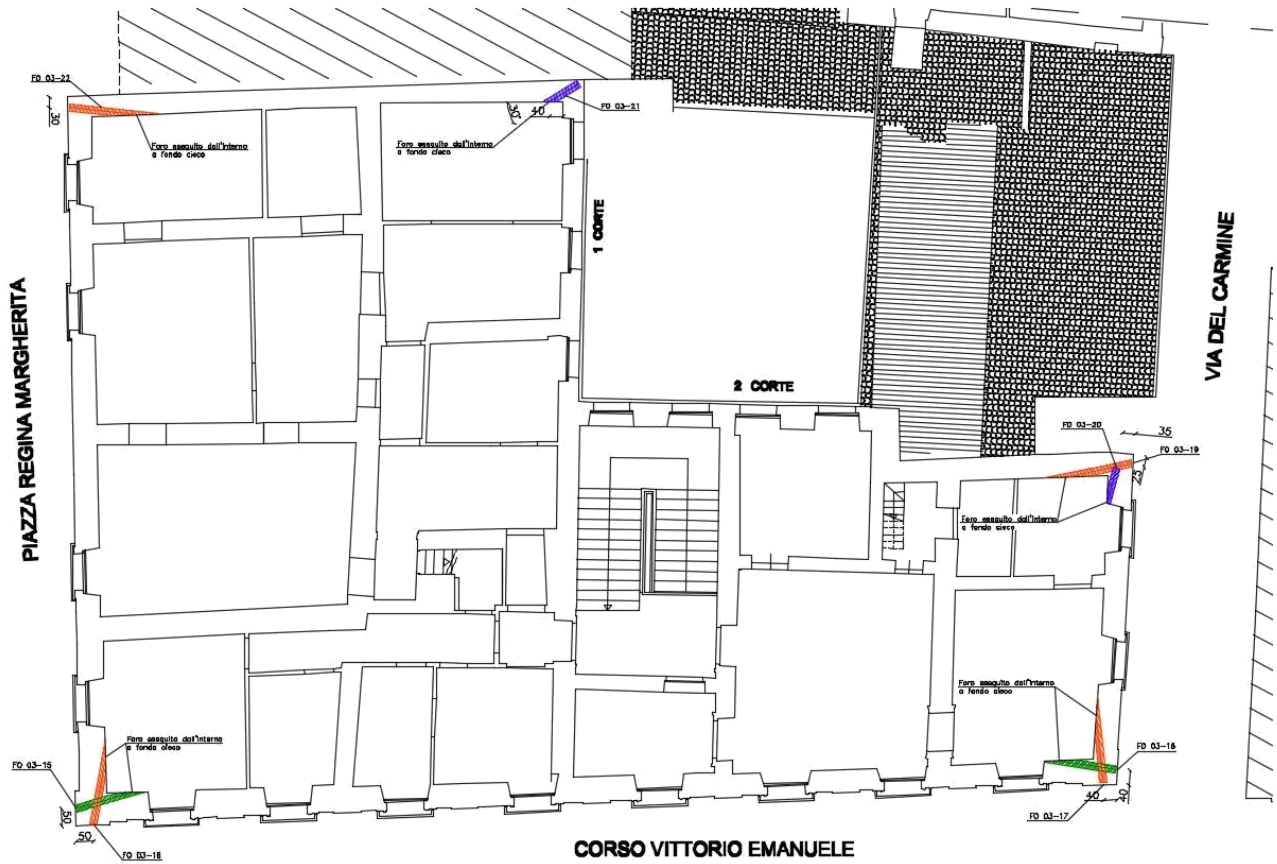 FO 03-22
30
Foro eseguito dall'interno
a fondo cieco
Foro eseguito dall'interno
a fondo cieco
30
40
FO 03-21
1 CORTE
2 CORTE
PIAZZA REGINA MARGHERITA
VIA DEL CARMINE
FO 03-20
35
FO 03-19
25
Foro eseguito dall'interno
a fondo cieco
Foro eseguito dall'interno
a fondo cieco
Foro eseguito dall'interno
a fondo cieco
FO 03-15
50
50
FO 03-16
FO 03-18
40
40
FO 03-17
CORSO VITTORIO EMANUELE